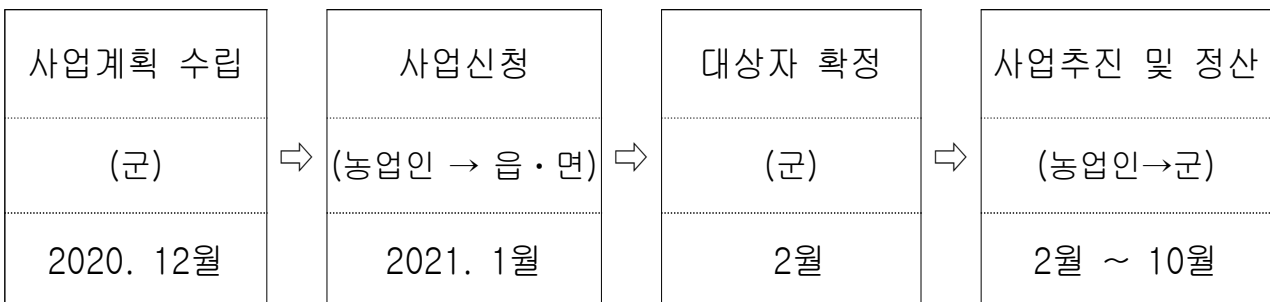 사업계획 수립
(군)
2020. 12월
⇨
사업신청
(농업인 → 읍・면)
2021. 1월
⇨
대상자 확정
(군)
2월
⇨
사업추진 및 정산
(농업인→군)
2월 ~ 10월